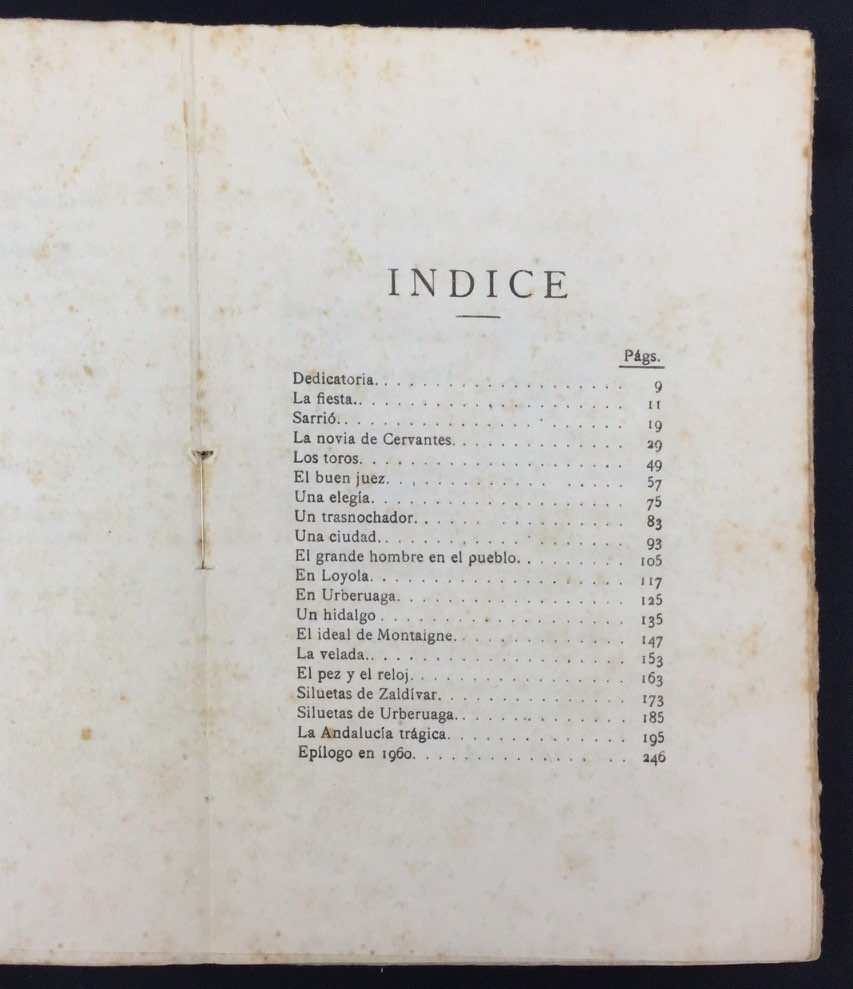 INDICE
Págs.
Dedicatoria. . . . . . . . . . . . . . . . . . . . . 9
La fiesta. . . . . . . . . . . . . . . . . . . . . . 11
Sarrió. . . . . . . . . . . . . . . . . . . . . . . 19
La novia de Cervantes. . . . . . . . . . . . . . . 29
Los toros. . . . . . . . . . . . . . . . . . . . . . 49
El buen juez. . . . . . . . . . . . . . . . . . . . 57
Una elegía. . . . . . . . . . . . . . . . . . . . . 75
Un trasnochador. . . . . . . . . . . . . . . . . . 83
Una ciudad. . . . . . . . . . . . . . . . . . . . . 93
El grande hombre en el pueblo. . . . . . . . . . 105
En Loyola. . . . . . . . . . . . . . . . . . . . . 117
En Urberuaga. . . . . . . . . . . . . . . . . . . 125
Un hidalgo . . . . . . . . . . . . . . . . . . . . 135
El ideal de Montaigne. . . . . . . . . . . . . . . 147
La velada. . . . . . . . . . . . . . . . . . . . . 153
El pez y el reloj. . . . . . . . . . . . . . . . . . 163
Siluetas de Zaldívar. . . . . . . . . . . . . . . . 173
Siluetas de Urberuaga. . . . . . . . . . . . . . . 185
La Andalucía trágica. . . . . . . . . . . . . . . . 195
Epílogo en 1960. . . . . . . . . . . . . . . . . . 246